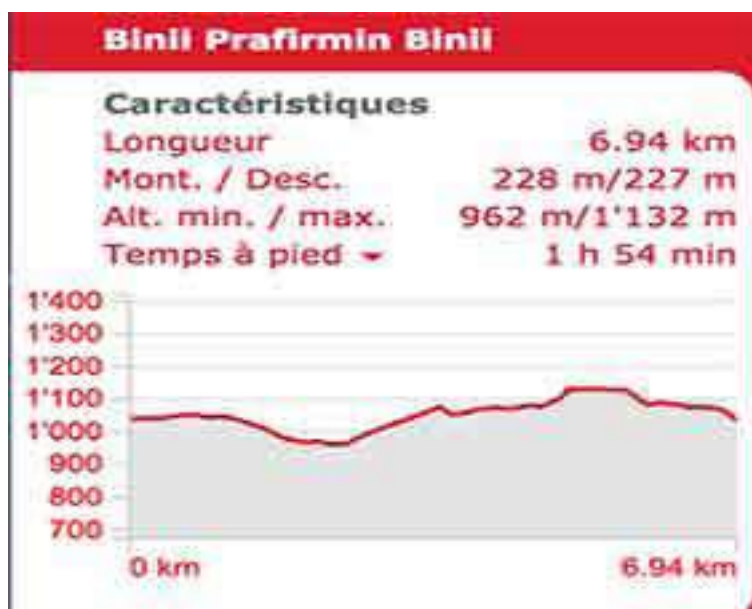 Binii Prafirmin Binii
Caractéristiques
Longueur 6.94 km
Mont. / Desc. 228 m/227 m
Alt. min. / max. 962 m/1'132 m
Temps à pied 1 h 54 min
1'400
1'300
1'200
1'100
1'000
900
800
700
0 km 6.94 km